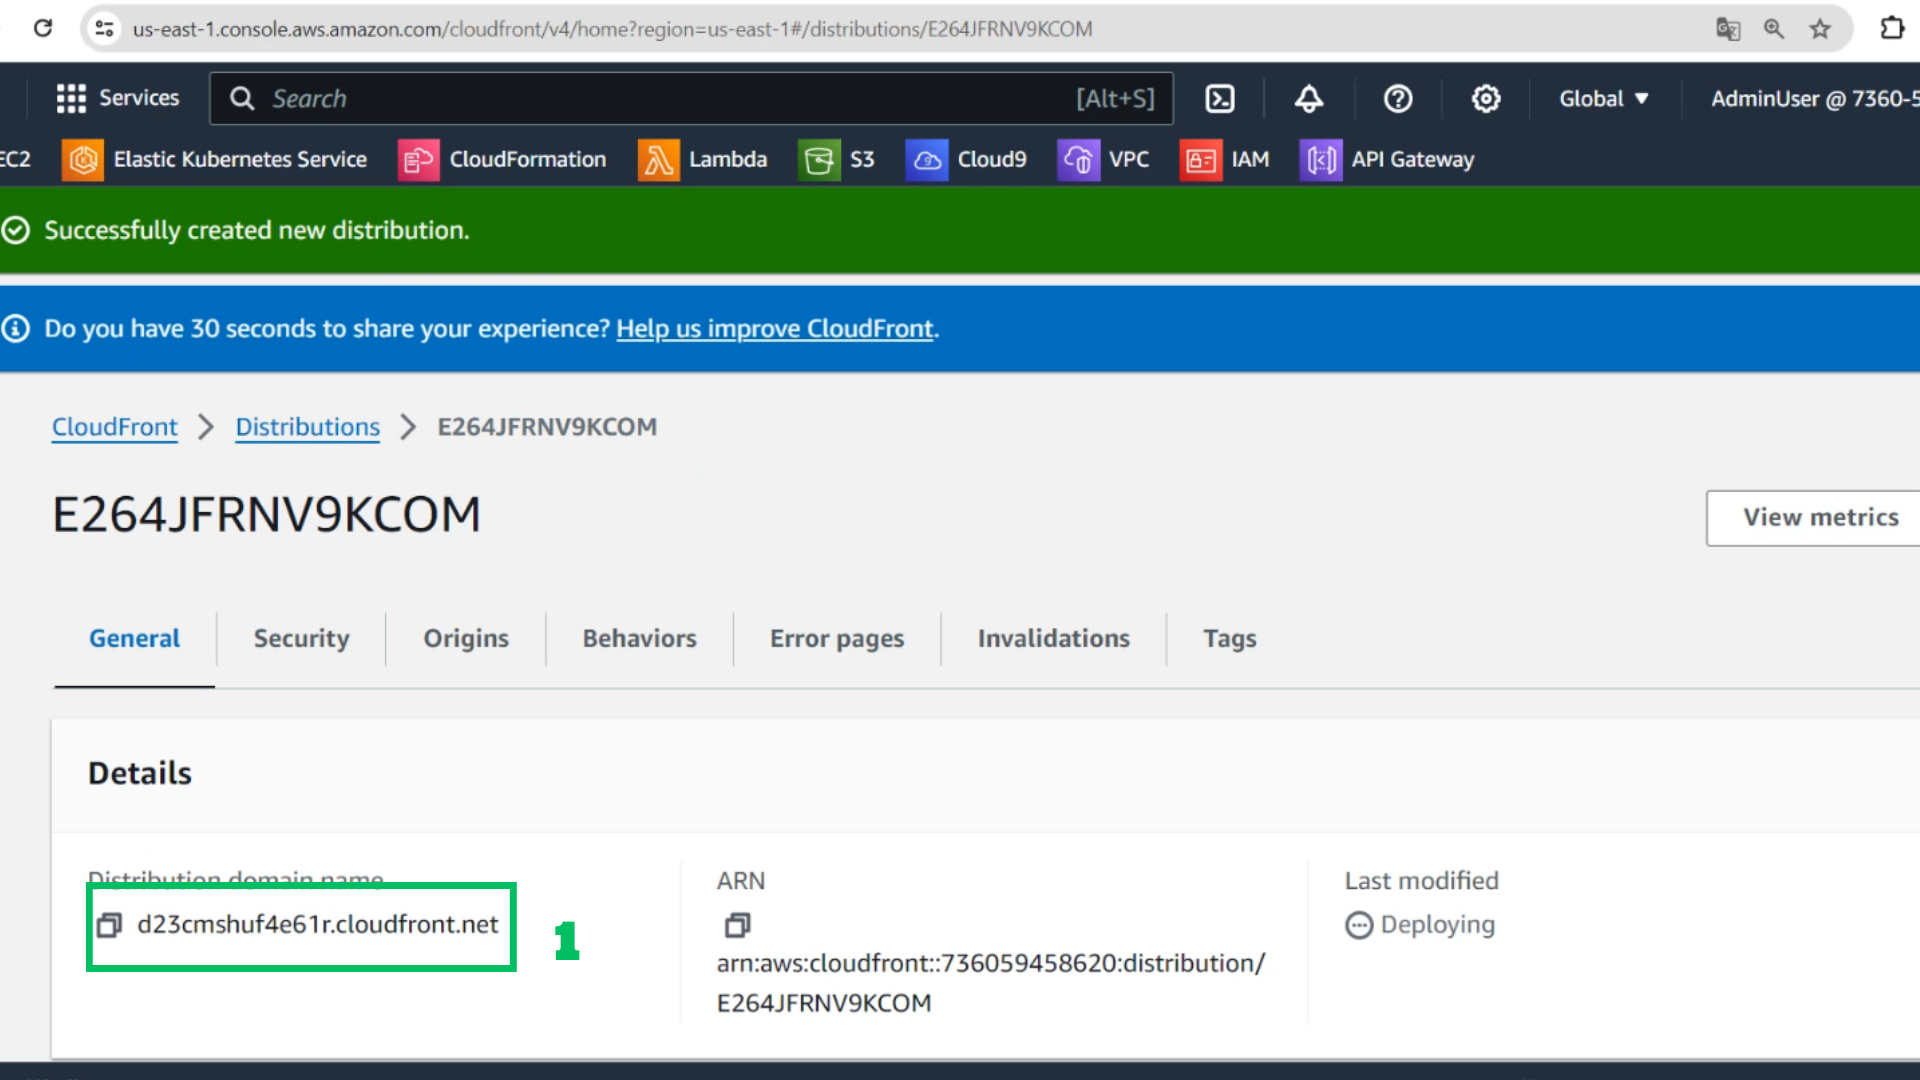 us-east-1.console.aws.amazon.com/cloudfront/v4/home?region=us-east-1#/distributions/E264JFRNV9KCOM
Services
Search
[Alt+S]
Global
AdminUser @ 7360-5
EC2
Elastic Kubernetes Service
CloudFormation
Lambda
S3
Cloud9
VPC
IAM
API Gateway
Successfully created new distribution.
Do you have 30 seconds to share your experience? Help us improve CloudFront.
CloudFront
Distributions
E264JFRNV9KCOM
E264JFRNV9KCOM
View metrics
General
Security
Origins
Behaviors
Error pages
Invalidations
Tags
Details
Distribution domain name
d23cmshuf4e61r.cloudfront.net
1
ARN
arn:aws:cloudfront::736059458620:distribution/
E264JFRNV9KCOM
Last modified
Deploying